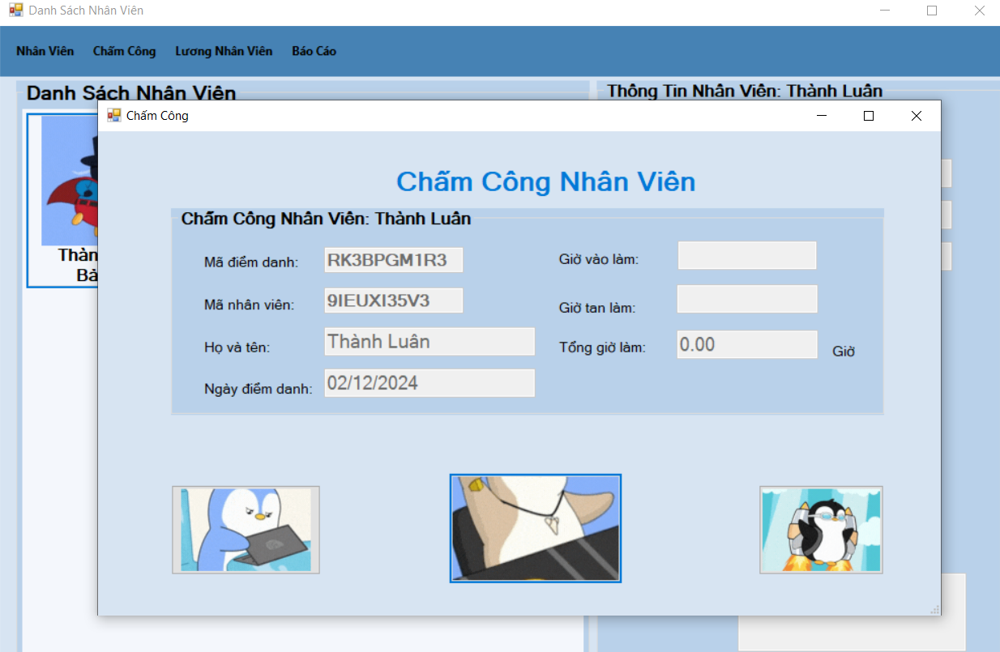 Danh Sách Nhân Viên
Nhân Viên Chấm Công Lương Nhân Viên Báo Cáo
Danh Sách Nhân Viên
Thông Tin Nhân Viên: Thành Luân
Chấm Công
Chấm Công Nhân Viên
Chấm Công Nhân Viên: Thành Luân
Mã điểm danh: RK3BPGM1R3
Giờ vào làm:
Mã nhân viên: 9IEUXI35V3
Giờ tan làm:
Họ và tên: Thành Luân
Tổng giờ làm: 0.00 Giờ
Ngày điểm danh: 02/12/2024